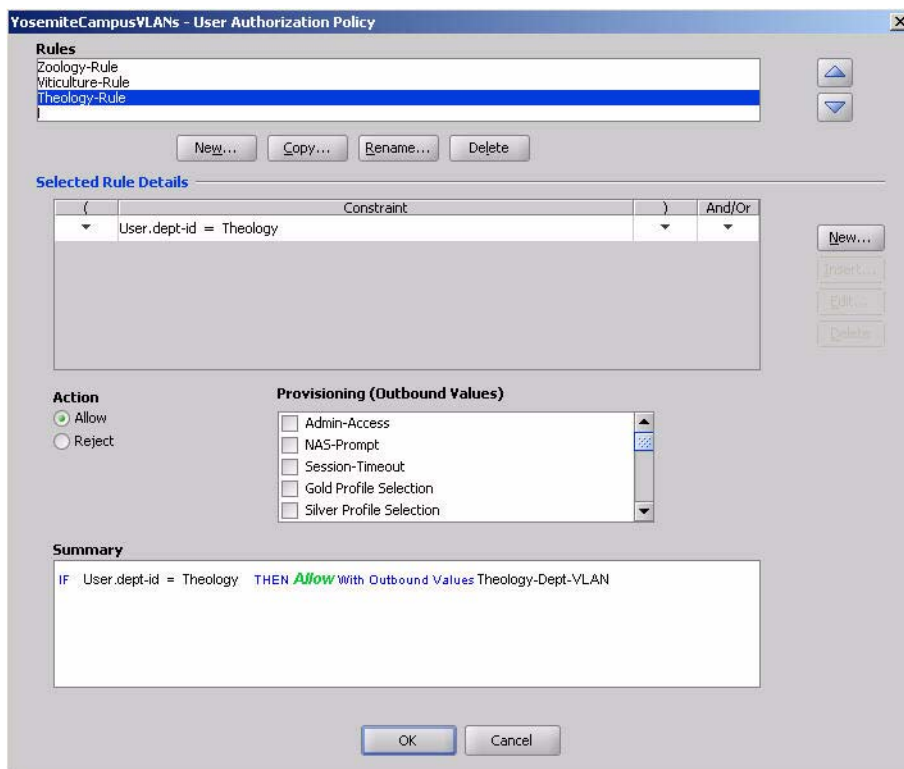 YosemiteCampusVLANs - User Authorization Policy
Rules
Zoology-Rule
Viticulture-Rule
Theology-Rule
New... Copy... Rename... Delete
Selected Rule Details
( Constraint ) And/Or
User.dept-id = Theology
New...
Insert...
Edit...
Delete
Action
Allow
Reject
Provisioning (Outbound Values)
Admin-Access
NAS-Prompt
Session-Timeout
Gold Profile Selection
Silver Profile Selection
Summary
IF User.dept-id = Theology THEN Allow With Outbound Values Theology-Dept-VLAN
OK Cancel